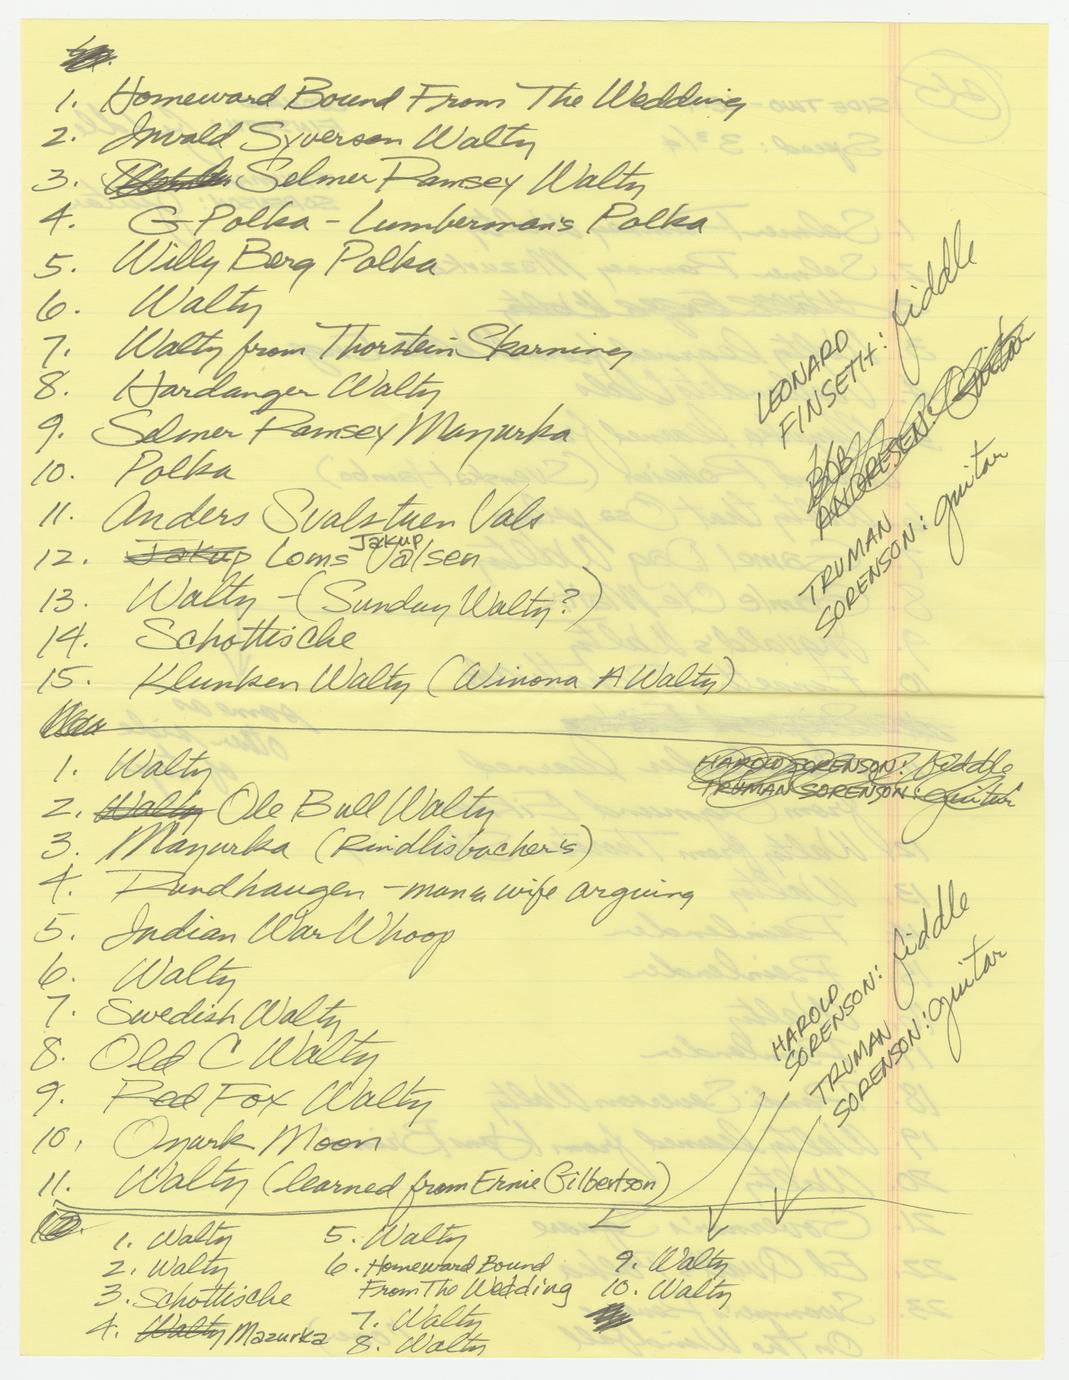 1. Homeward Bound From The Wedding
2. Invald Syverson Waltz
3. Selmer Ramsey Waltz
4. G Polka - Lumberman's Polka
5. Willy Berg Polka
6. Waltz
7. Waltz from Thorstein Skarning
8. Hardanger Waltz
9. Selmer Ramsey Mazurka
10. Polka
11. Anders Svalstuen Vals
12. Jakup Loms Jakup Valsen
13. Waltz - (Sunday Waltz?)
14. Schottische
15. Klunken Waltz (Winona A Waltz)
LEONARD
FINSETH: fiddle
BOB
ANDRESEN: Guitar
TRUMAN
SORENSON: guitar
1. Waltz
2. Waltz Ole Bull Waltz
3. Mazurka (Rindlisbacher's)
4. Rundhaugen - man & wife arguing
5. Indian War Whoop
6. Waltz
7. Swedish Waltz
8. Old C Waltz
9. Red Fox Waltz
10. Ozark Moon
11. Waltz (learned from Ernie Gilbertson)
HAROLD SORENSON: fiddle
TRUMAN SORENSON: guitar
HAROLD
SORENSON: fiddle
TRUMAN
SORENSON: guitar
1. Waltz
2. Waltz
3. Schottische
4. Waltz Mazurka
5. Waltz
6. Homeward Bound
From The Wedding
7. Waltz
8. Waltz
9. Waltz
10. Waltz